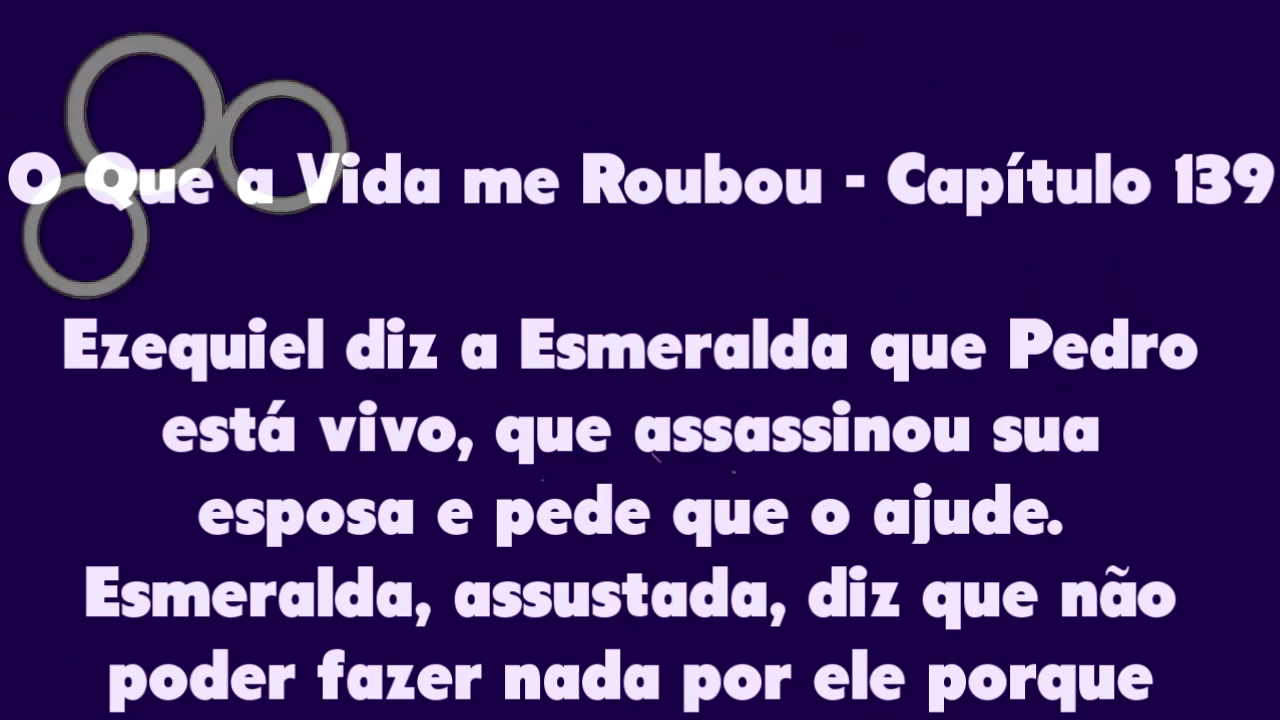 O Que a Vida me Roubou - Capítulo 139
Ezequiel diz a Esmeralda que Pedro
está vivo, que assassinou sua
esposa e pede que o ajude.
Esmeralda, assustada, diz que não
poder fazer nada por ele porque